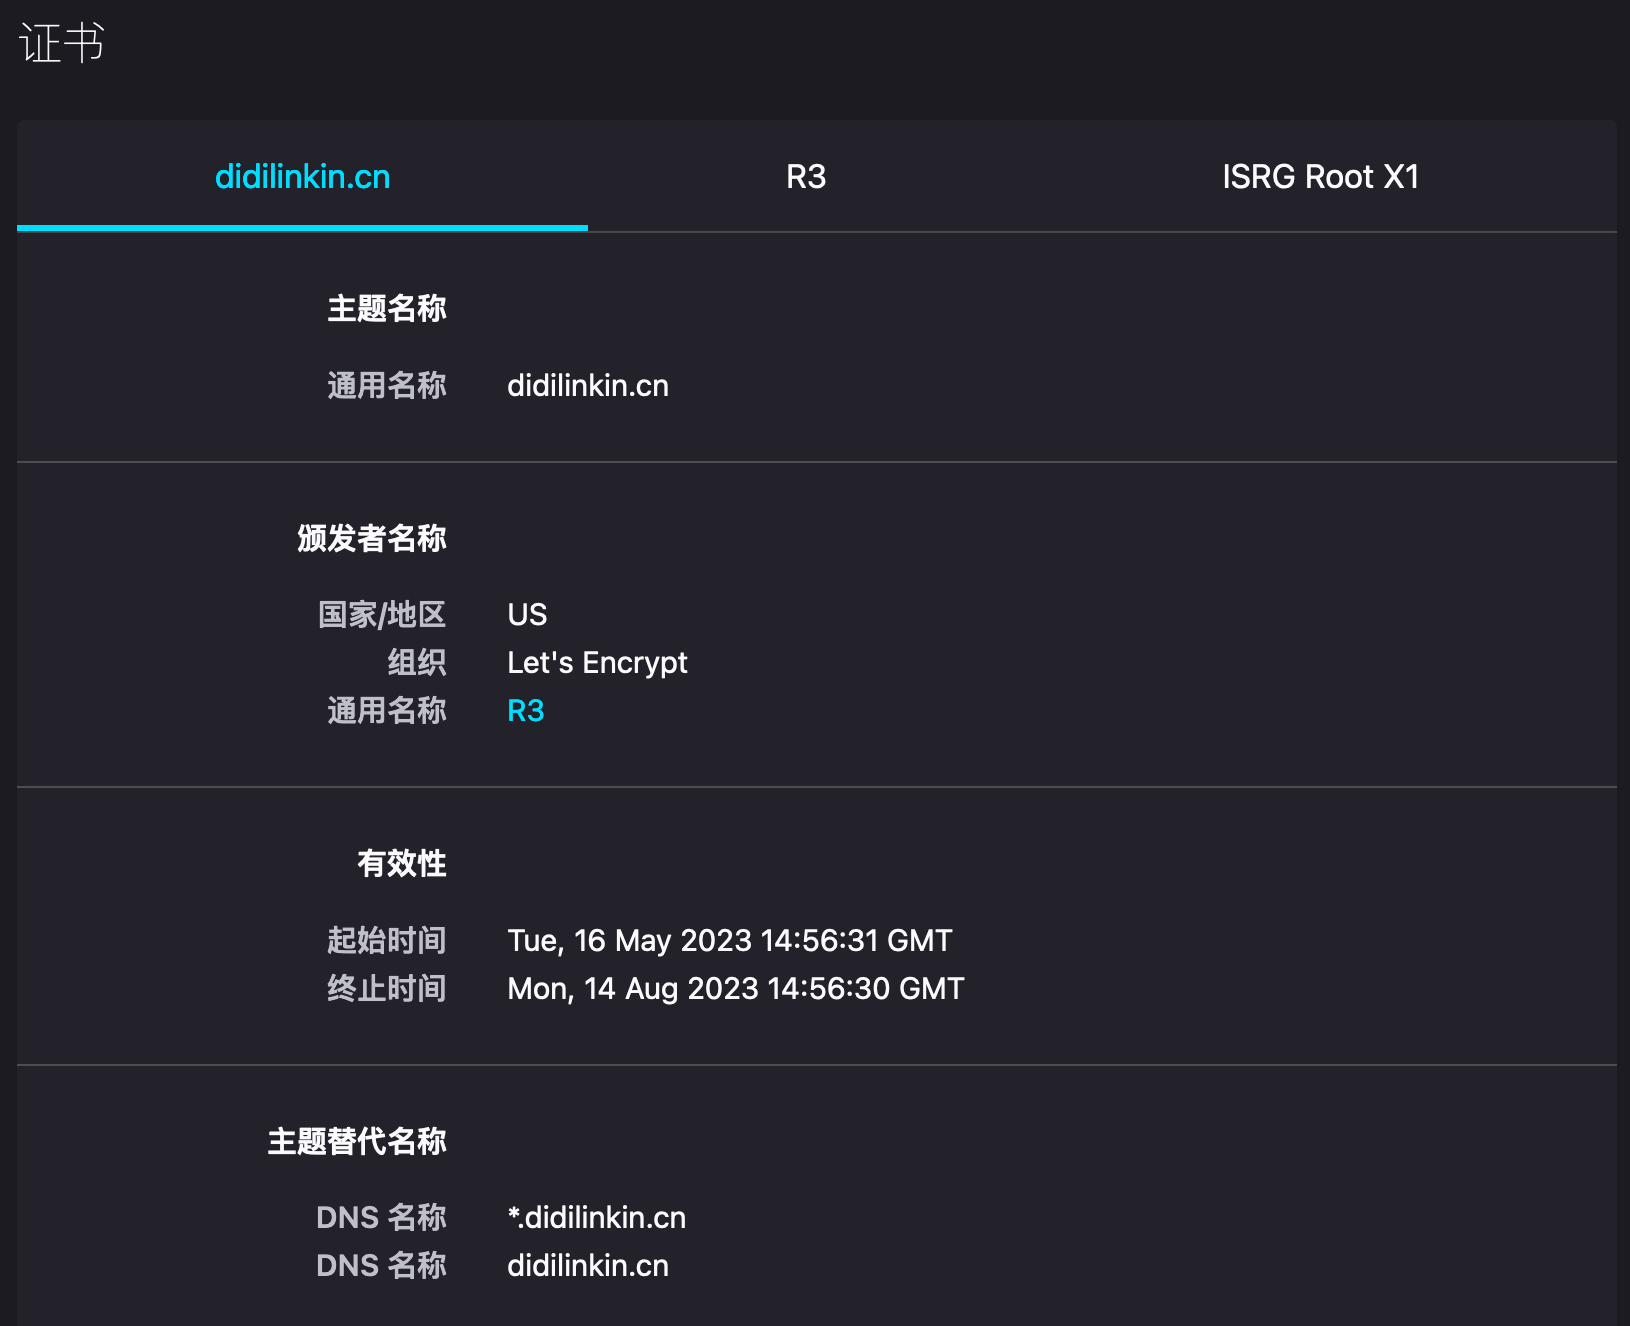 证书
didilinkin.cn R3 ISRG Root X1
主题名称
通用名称 didilinkin.cn
颁发者名称
国家/地区 US
组织 Let's Encrypt
通用名称 R3
有效性
起始时间 Tue, 16 May 2023 14:56:31 GMT
终止时间 Mon, 14 Aug 2023 14:56:30 GMT
主题替代名称
DNS 名称 *.didilinkin.cn
DNS 名称 didilinkin.cn